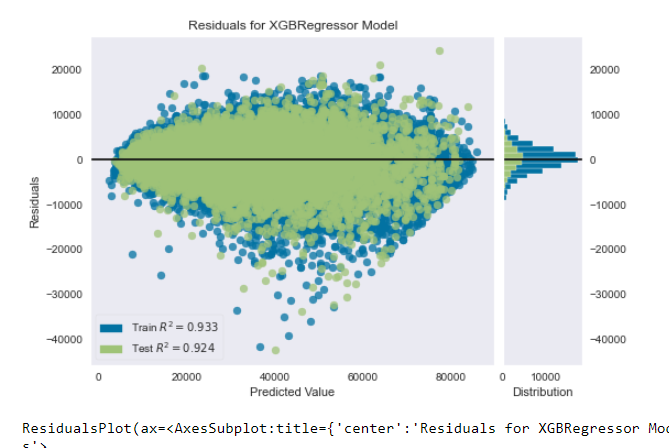 Residuals for XGBRegressor Model
20000
10000
0
−10000
−20000
−30000
−40000
Residuals
Train R² = 0.933
Test R² = 0.924
0
20000
40000
60000
80000
Predicted Value
20000
10000
0
−10000
−20000
−30000
−40000
0
10000
Distribution
ResidualsPlot(ax=<AxesSubplot:title={'center':'Residuals for XGBRegressor Mo
s'>